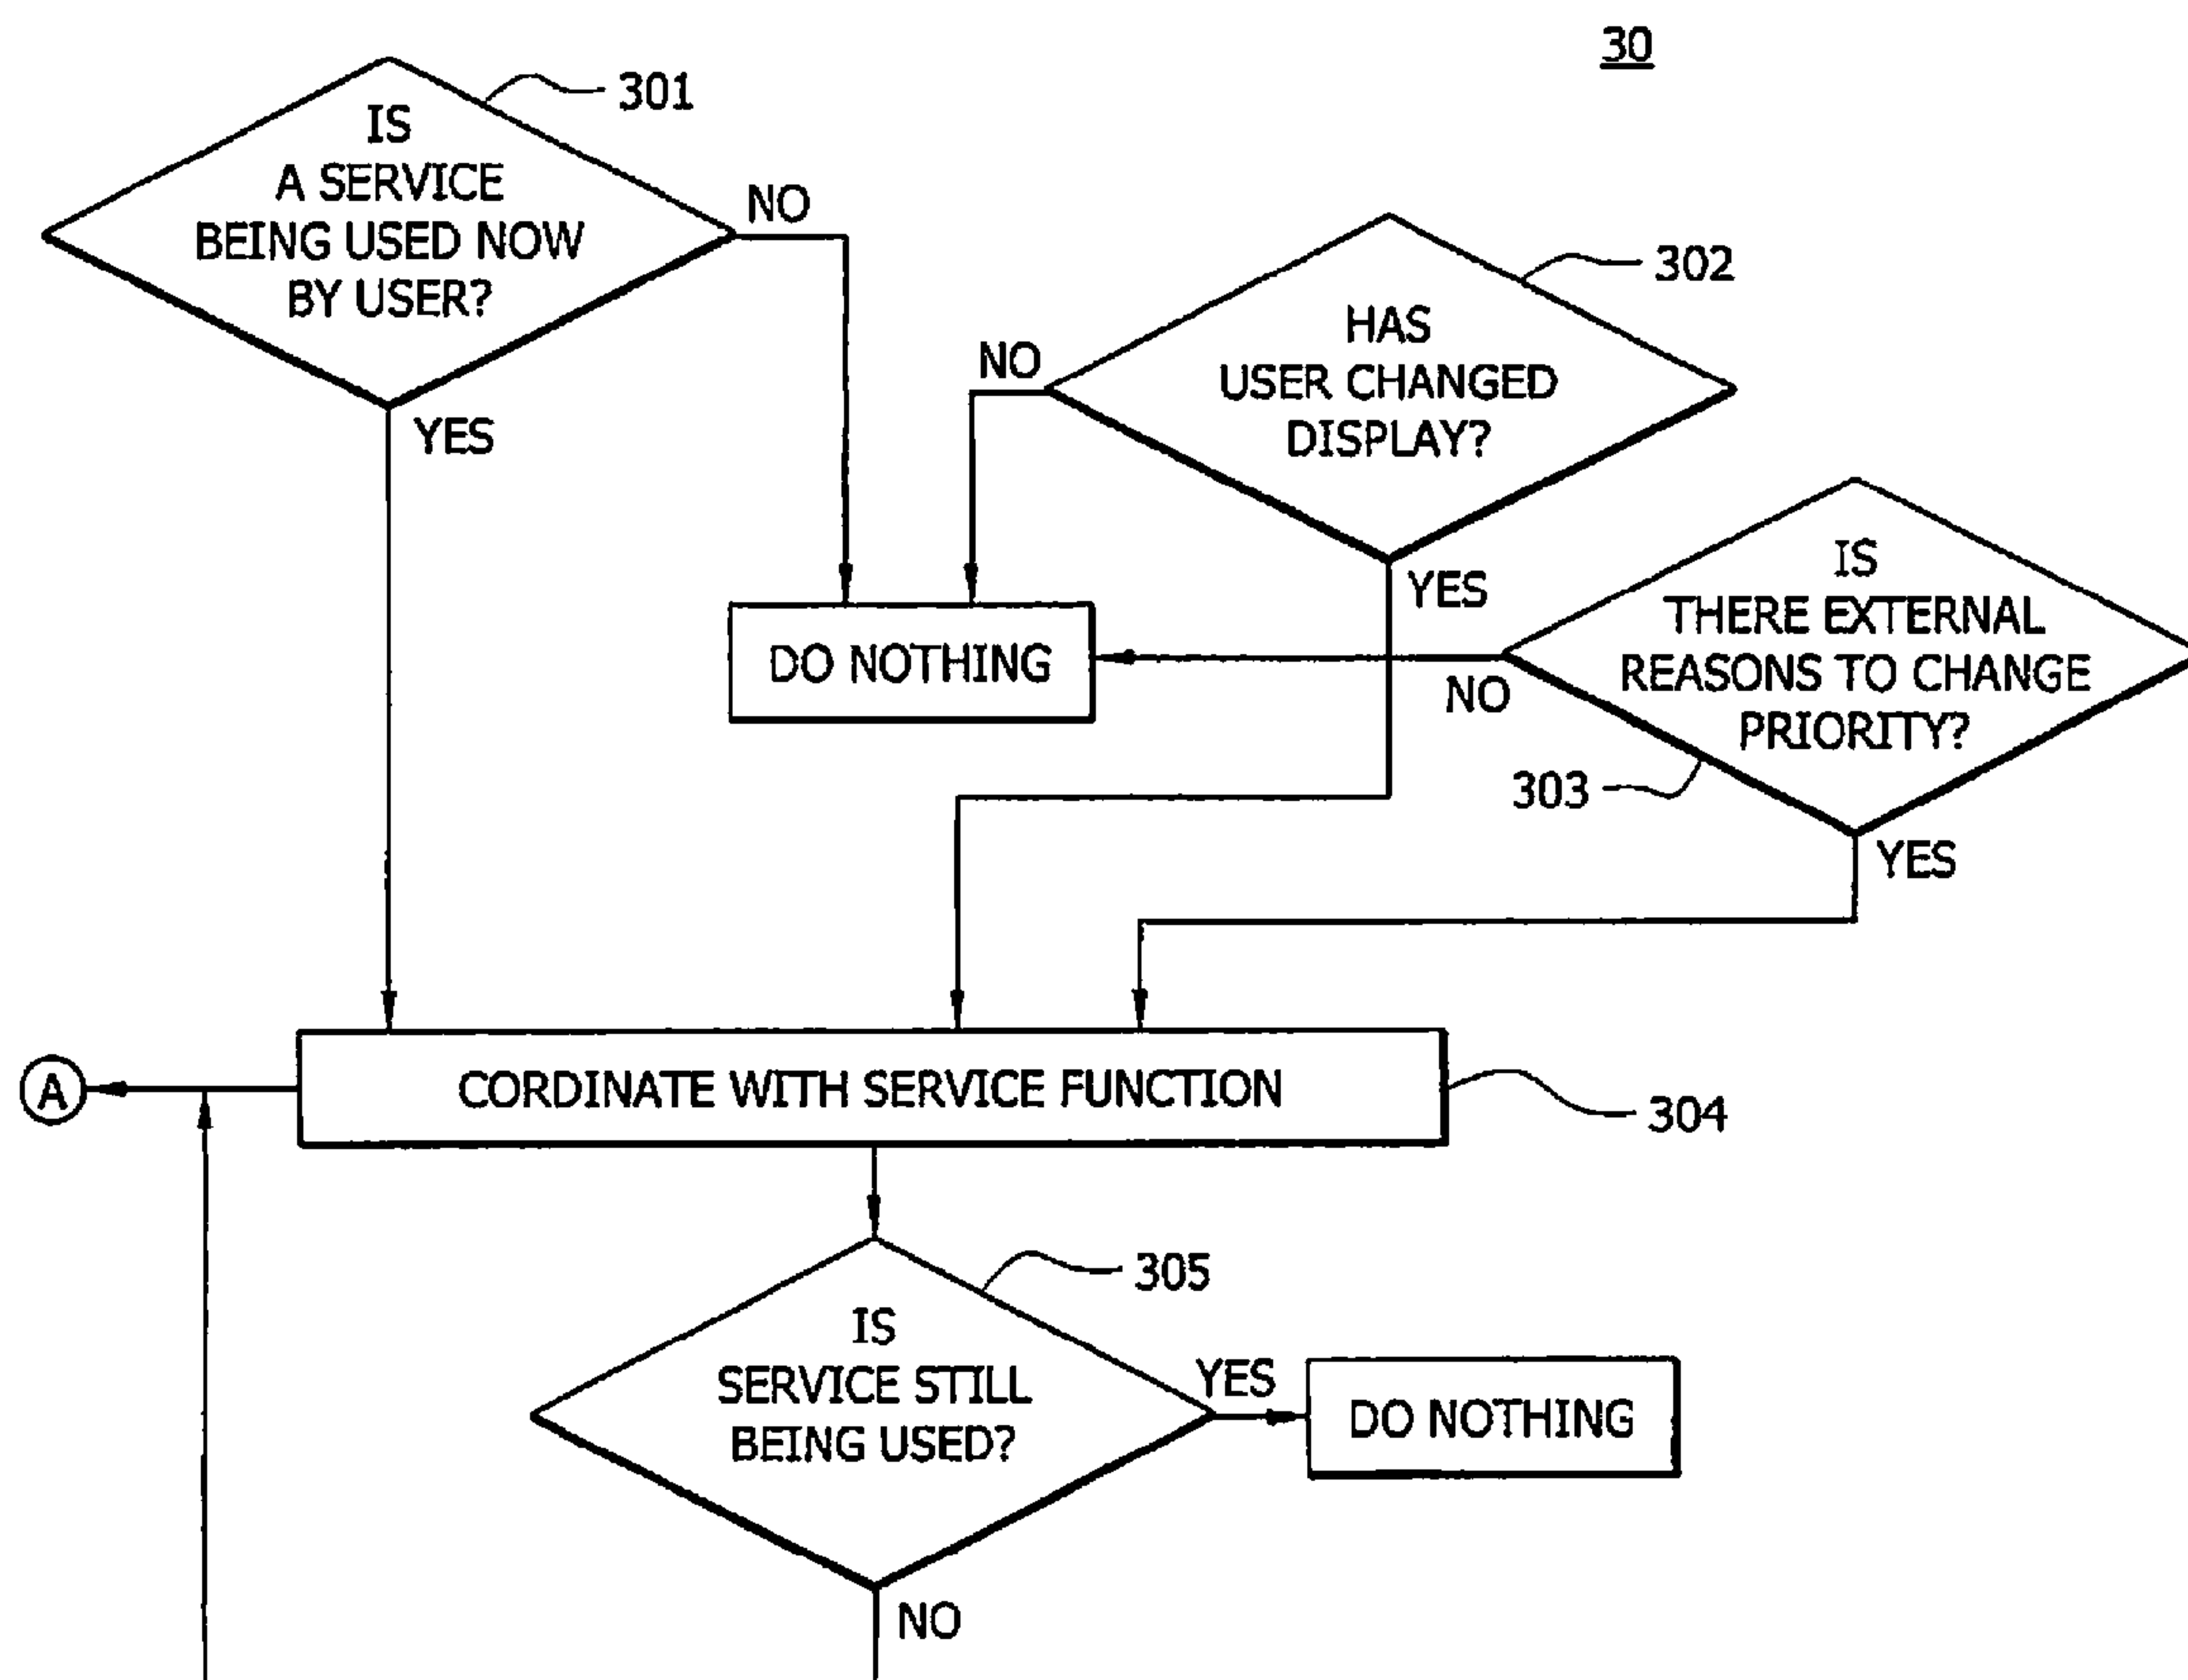 30
301
IS
A SERVICE
BEING USED NOW
BY USER?
NO
YES
302
HAS
USER CHANGED
DISPLAY?
NO
YES
IS
THERE EXTERNAL
REASONS TO CHANGE
PRIORITY?
NO
303
YES
DO NOTHING
A
CORDINATE WITH SERVICE FUNCTION
304
305
IS
SERVICE STILL
BEING USED?
YES
DO NOTHING
NO